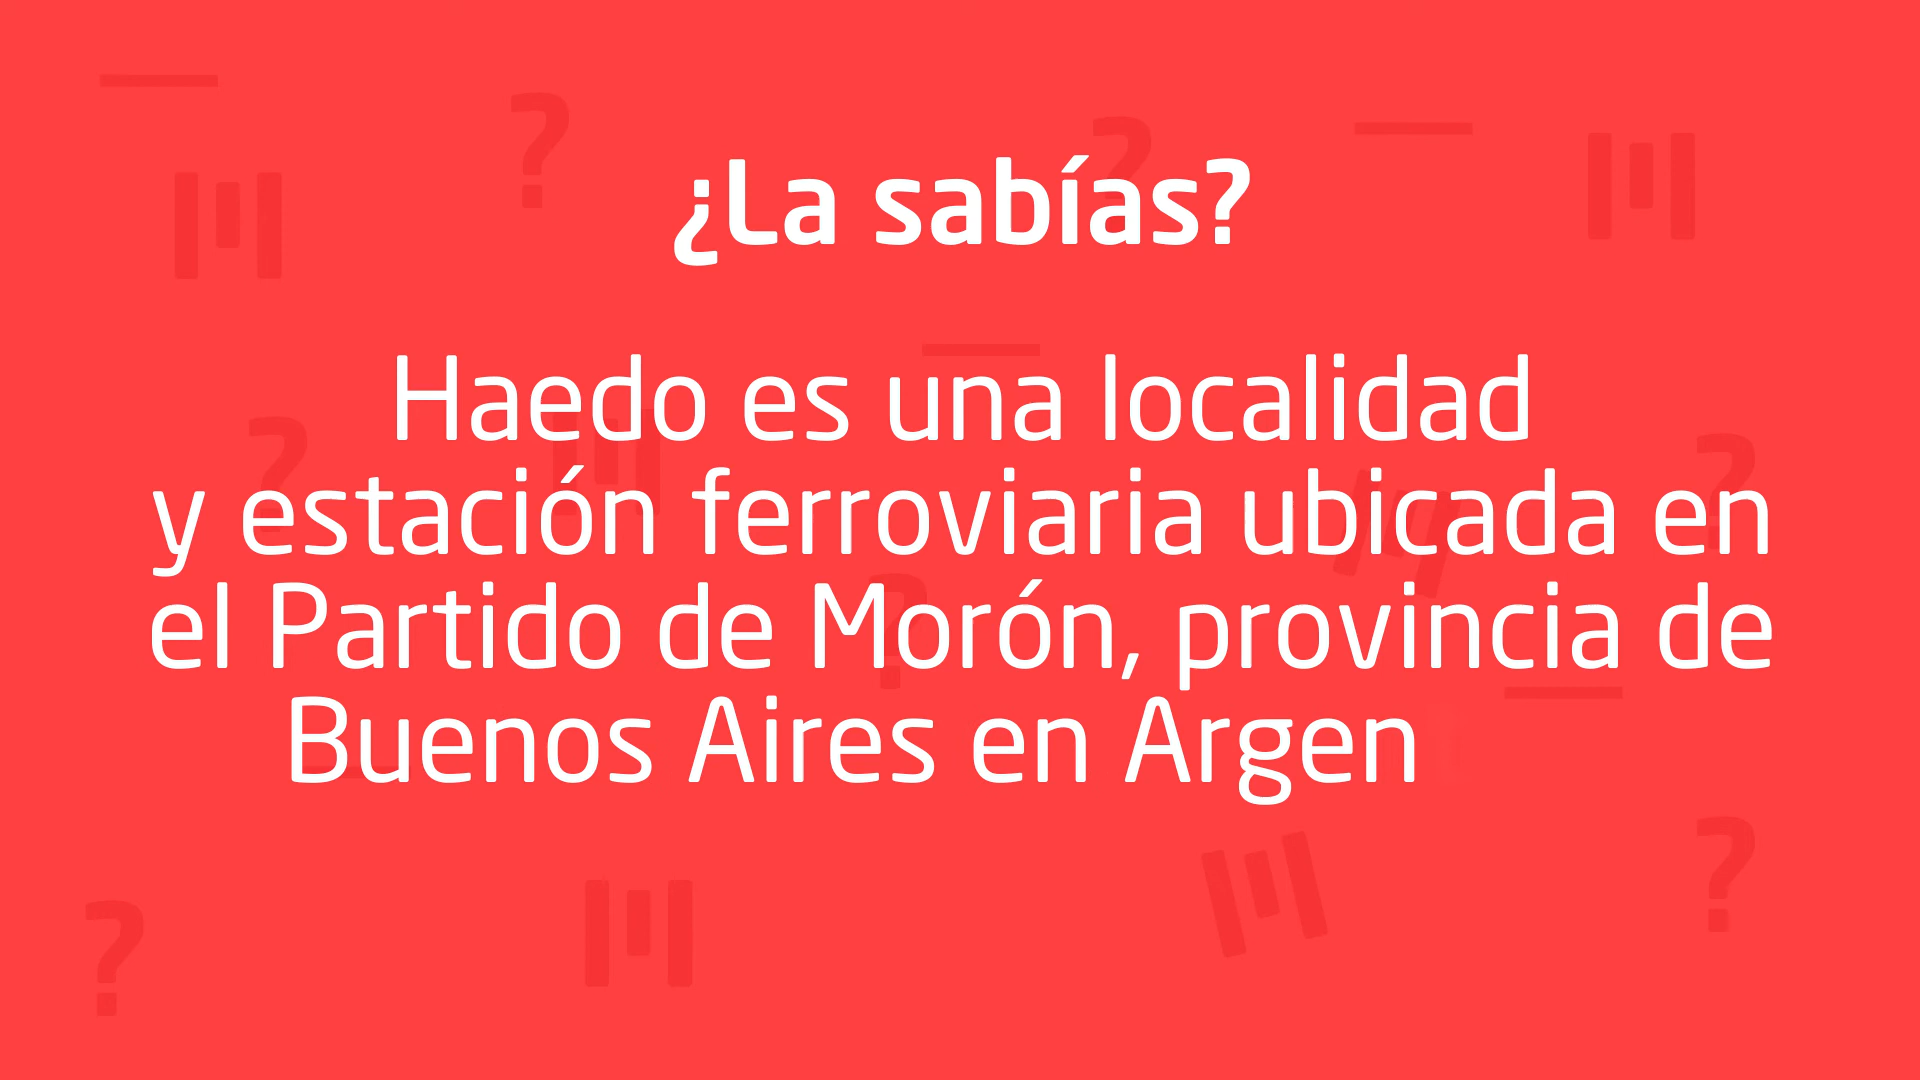 ¿La sabías?
Haedo es una localidad
y estación ferroviaria ubicada en
el Partido de Morón, provincia de
Buenos Aires en Argen